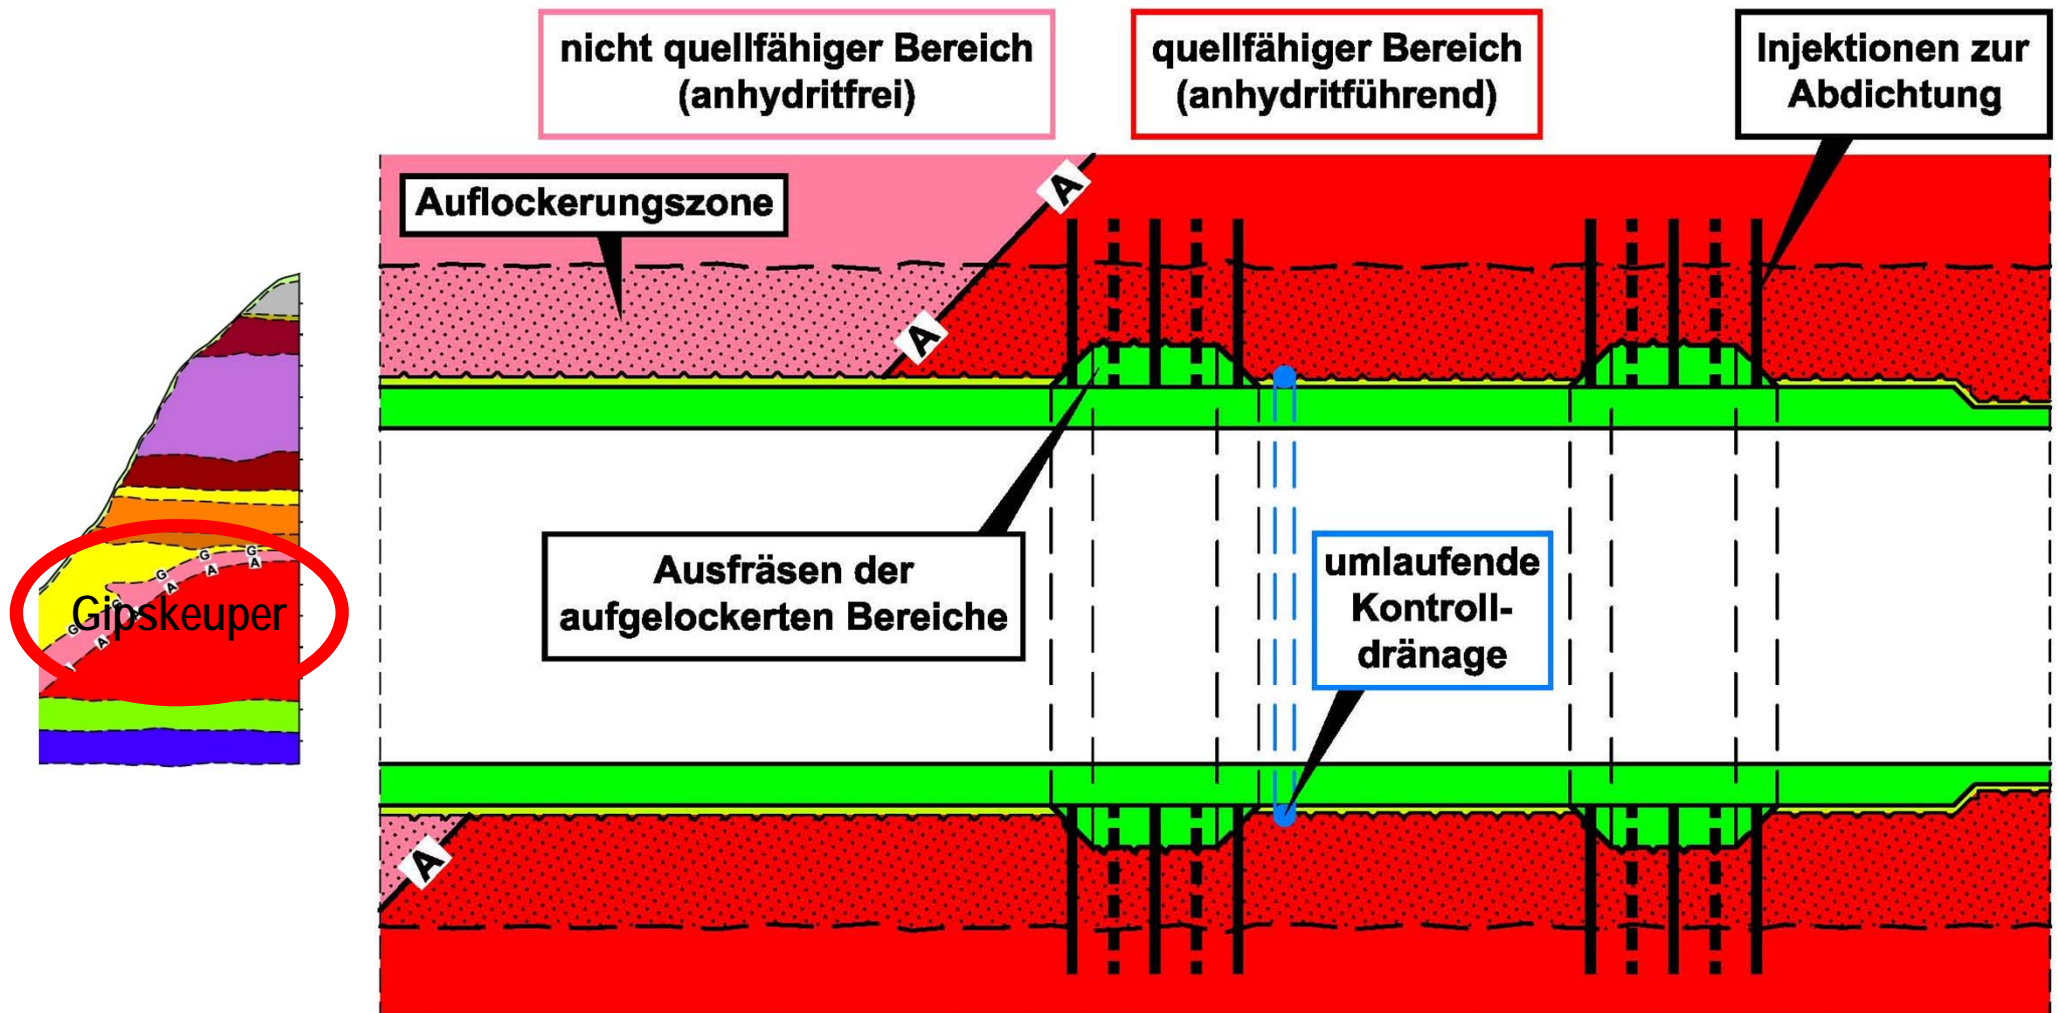 nicht quellfähiger Bereich
(anhydritfrei)
quellfähiger Bereich
(anhydritführend)
Injektionen zur
Abdichtung
Auflockerungszone
A
A
Ausfräsen der
aufgelockerten Bereiche
umlaufende
Kontroll-
dränage
A
G
G
A
A
G
A
Gipskeuper
G
A